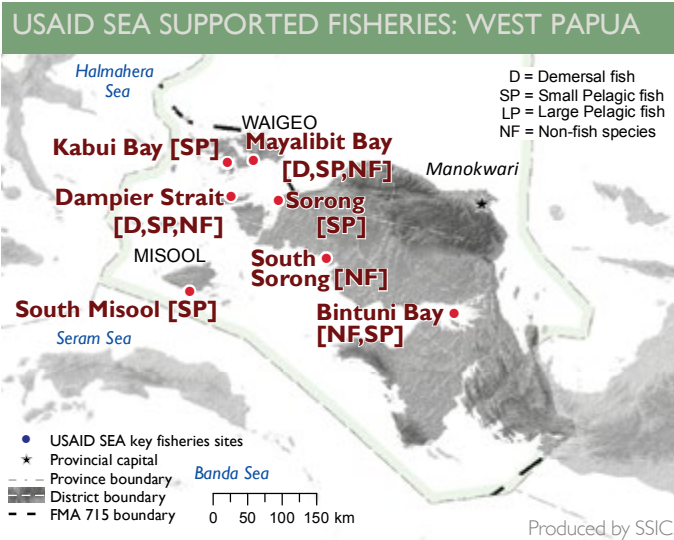 USAID SEA SUPPORTED FISHERIES: WEST PAPUA
Halmahera
Sea
D = Demersal fish
SP = Small Pelagic fish
LP = Large Pelagic fish
NF = Non-fish species
WAIGEO
Kabui Bay [SP]
Mayalibit Bay
[D,SP,NF]
Manokwari
Dampier Strait
[D,SP,NF]
Sorong
[SP]
MISOOL
South
Sorong [NF]
South Misool [SP]
Bintuni Bay
[NF,SP]
Seram Sea
USAID SEA key fisheries sites
Provincial capital
Province boundary
District boundary
FMA 715 boundary
Banda Sea
0 50 100 150 km
Produced by SSIC